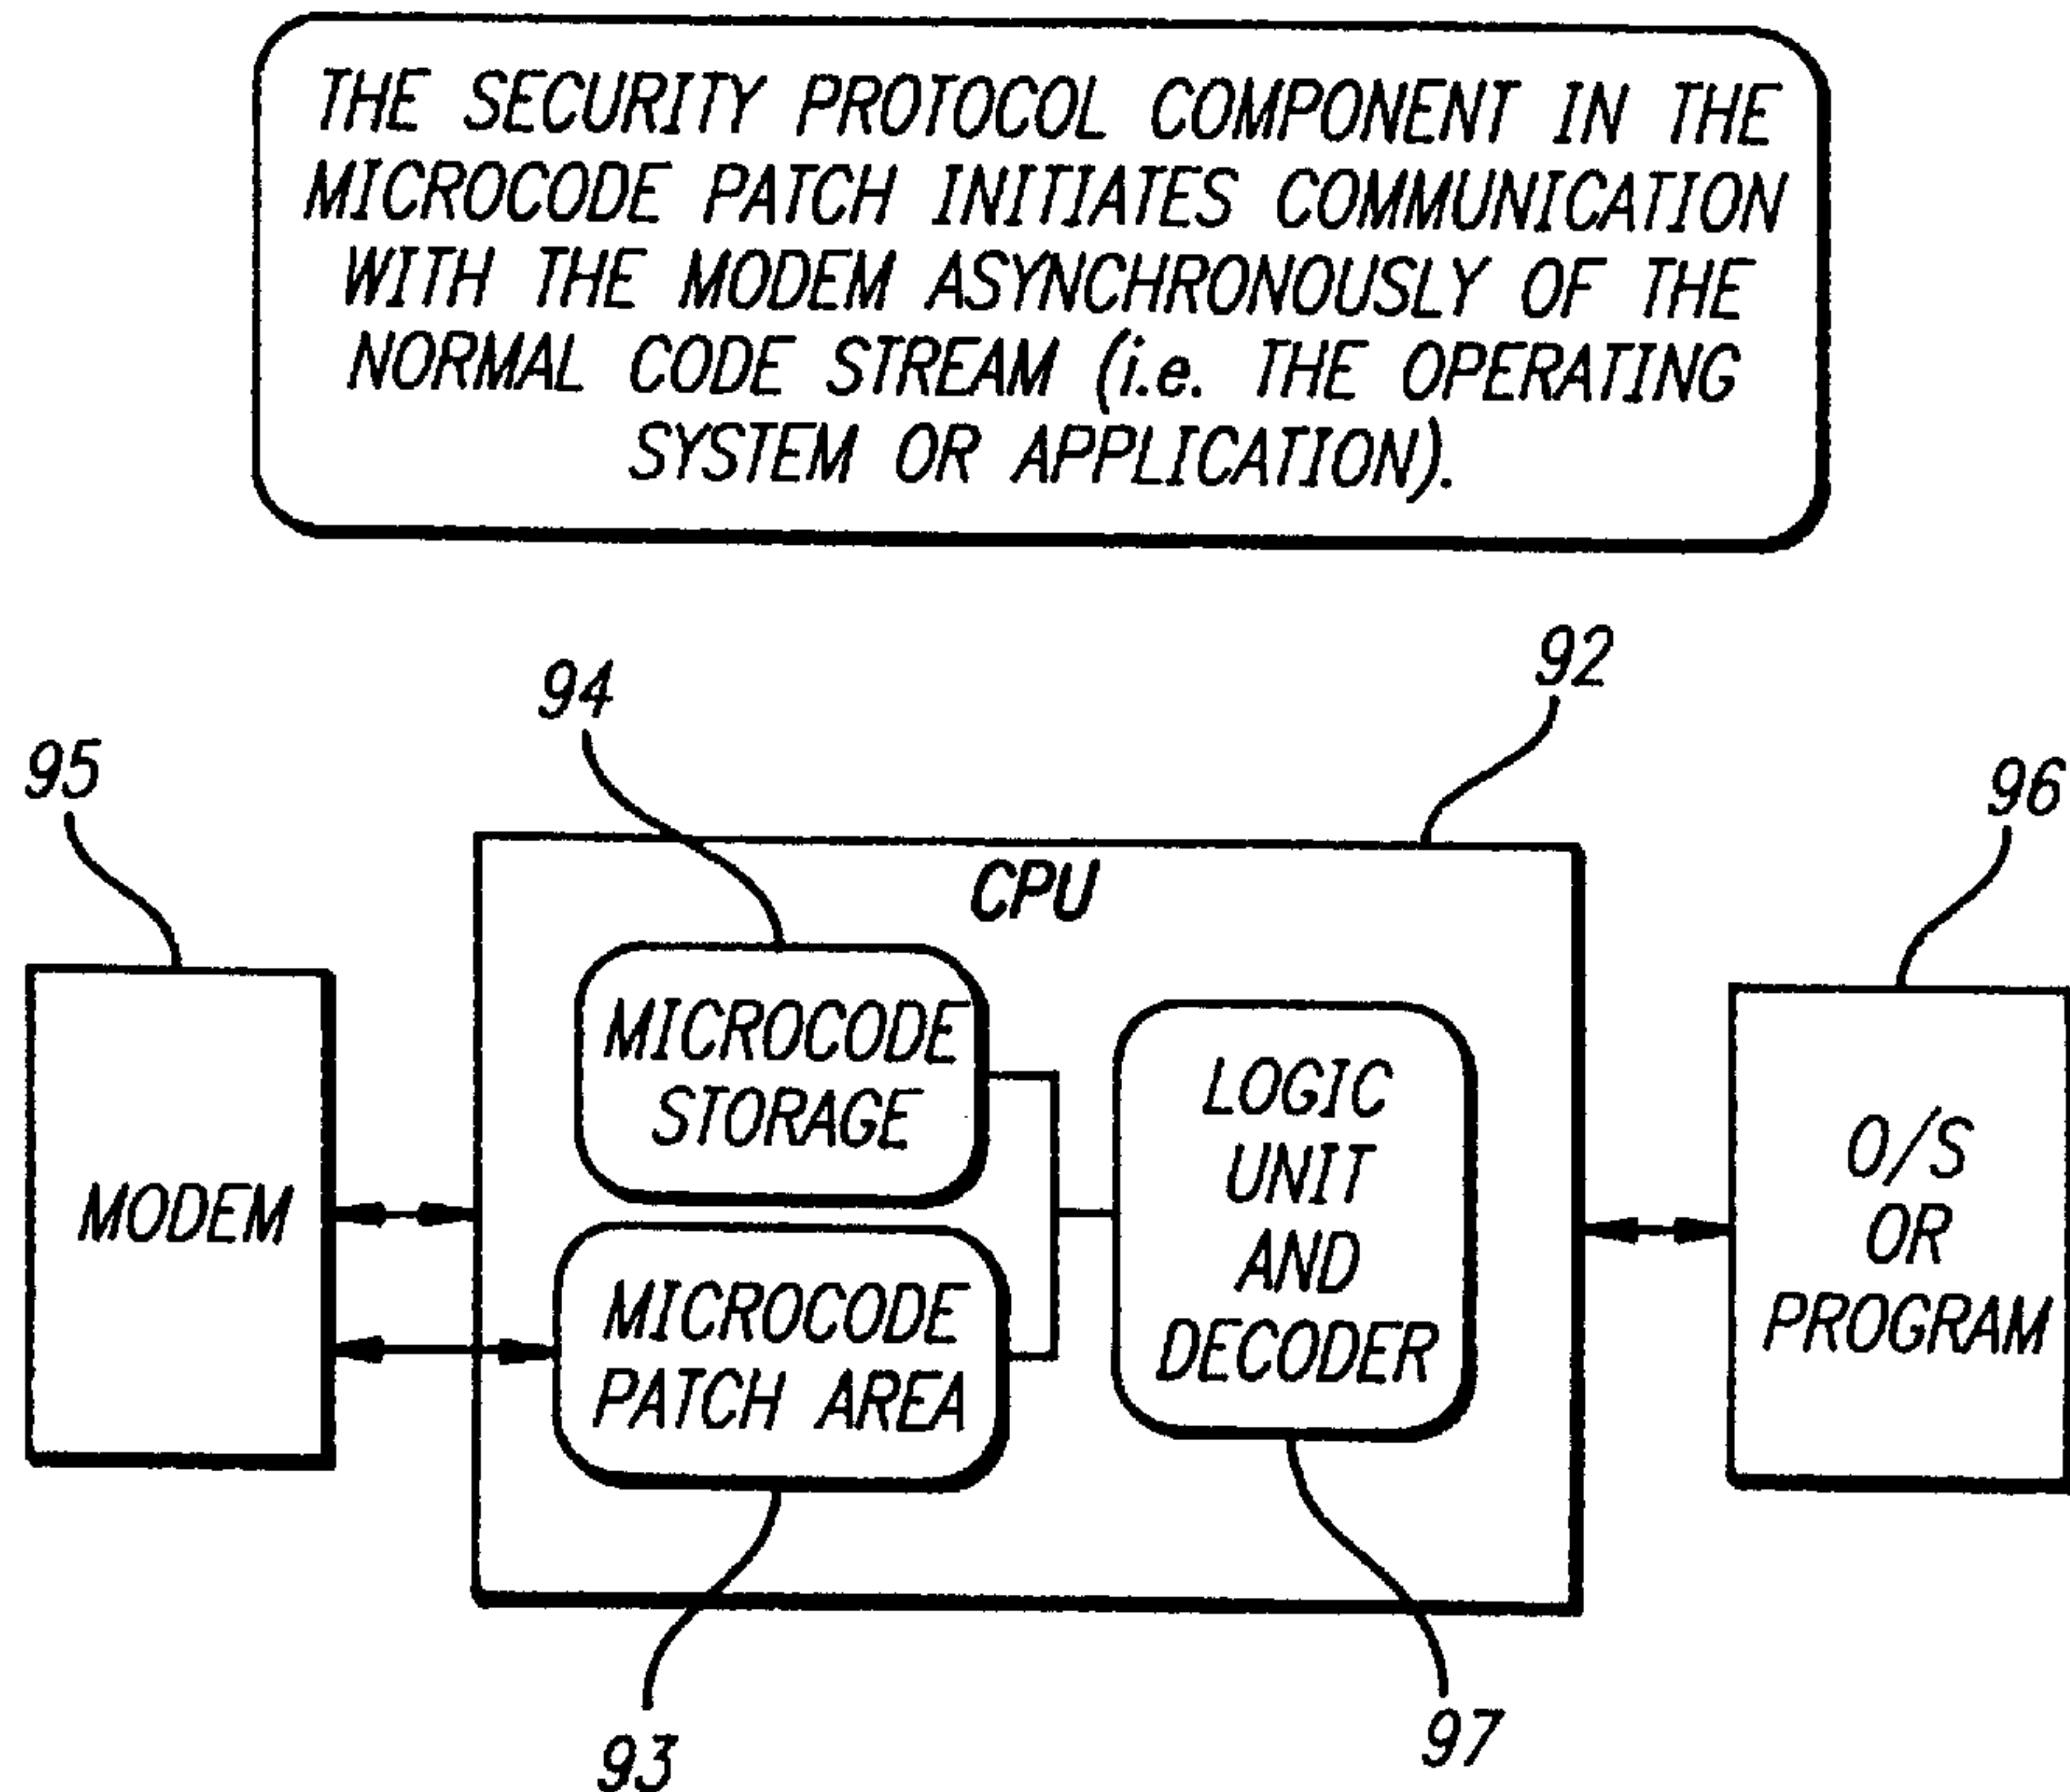 THE SECURITY PROTOCOL COMPONENT IN THE
MICROCODE PATCH INITIATES COMMUNICATION
WITH THE MODEM ASYNCHRONOUSLY OF THE
NORMAL CODE STREAM (i.e. THE OPERATING
SYSTEM OR APPLICATION).
92
94
95
96
CPU
MICROCODE
STORAGE
LOGIC
UNIT
AND
DECODER
MODEM
O/S
OR
PROGRAM
MICROCODE
PATCH AREA
93
97